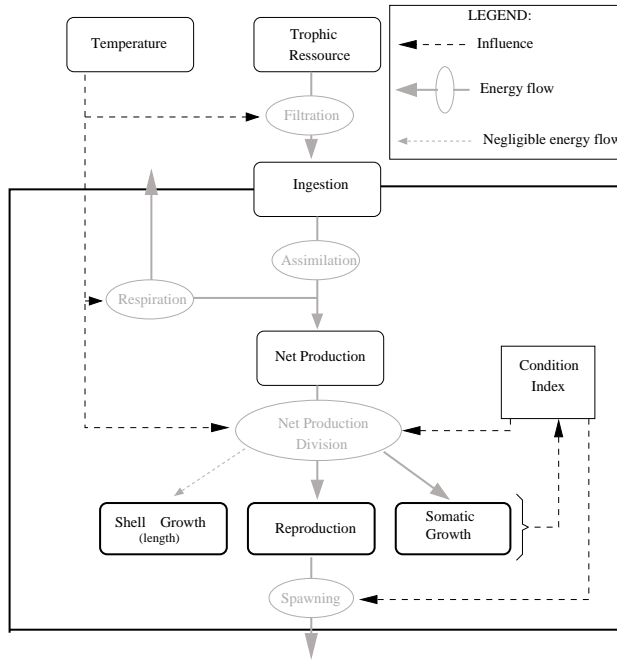 LEGEND:
Temperature
Trophic
Ressource
Influence
Energy flow
Filtration
Negligible energy flow
Ingestion
Assimilation
Respiration
Net Production
Condition
Index
Net Production
Division
Shell Growth
(length)
Reproduction
Somatic
Growth
Spawning